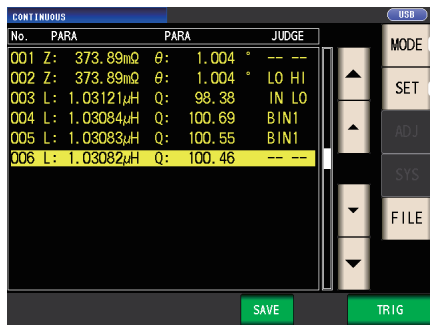 CONTINUOUS USB
No. PARA PARA JUDGE
001 Z: 373.89mΩ θ: 1.004 ° -- --
002 Z: 373.89mΩ θ: 1.004 ° LO HI
003 L: 1.03121μH Q: 98.38 IN LO
004 L: 1.03084μH Q: 100.69 BIN1
005 L: 1.03083μH Q: 100.55 BIN1
006 L: 1.03082μH Q: 100.46 -- --
MODE
SET
ADJ
SYS
FILE
SAVE TRIG